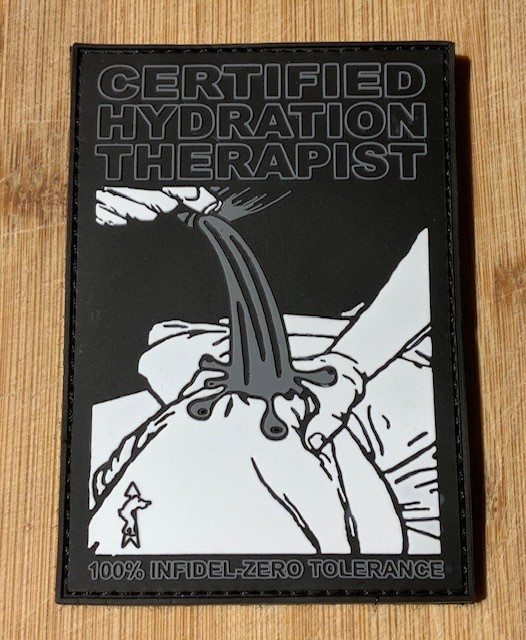 CERTIFIED
HYDRATION
THERAPIST
100% INFIDEL-ZERO TOLERANCE